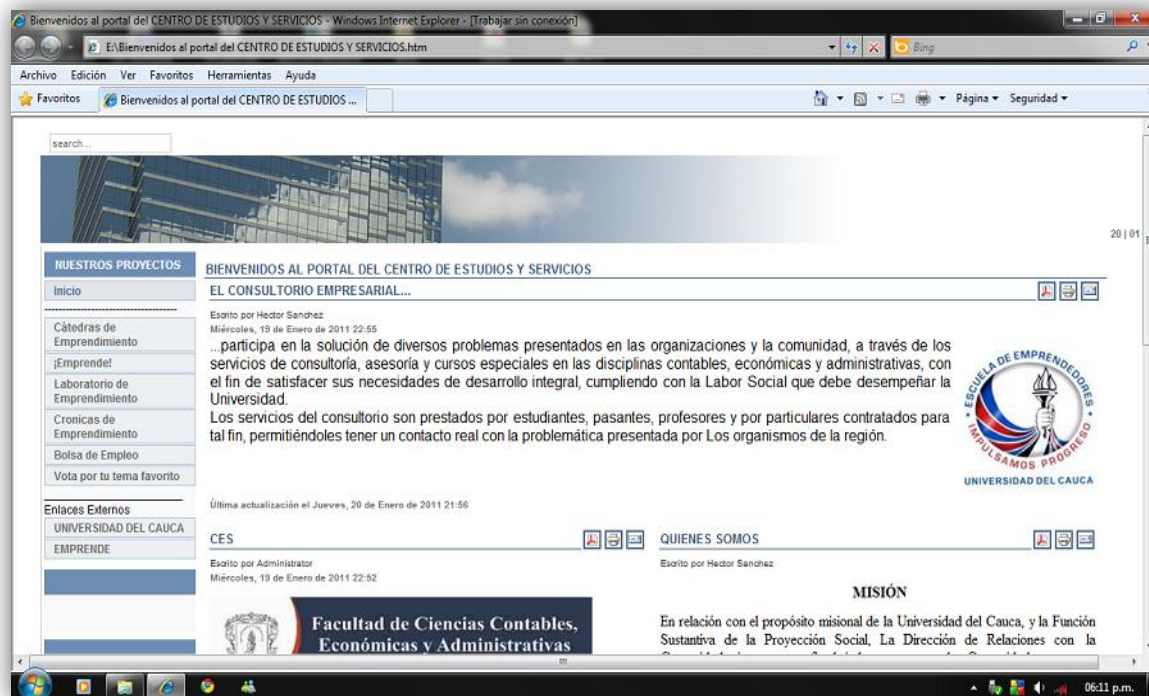 Bienvenidos al portal del CENTRO DE ESTUDIOS Y SERVICIOS - Windows Internet Explorer - [Trabajar sin conexión]
E:\Bienvenidos al portal del CENTRO DE ESTUDIOS Y SERVICIOS.htm
Bing
Archivo Edición Ver Favoritos Herramientas Ayuda
Favoritos
Bienvenidos al portal del CENTRO DE ESTUDIOS ...
Página
Seguridad
search...
20 | 01
NUESTROS PROYECTOS
Inicio
Cátedras de
Emprendimiento
¡Emprende!
Laboratorio de
Emprendimiento
Cronicas de
Emprendimiento
Bolsa de Empleo
Vota por tu tema favorito
Enlaces Externos
UNIVERSIDAD DEL CAUCA
EMPRENDE
BIENVENIDOS AL PORTAL DEL CENTRO DE ESTUDIOS Y SERVICIOS
EL CONSULTORIO EMPRESARIAL...
Escrito por Hector Sanchez
Miércoles, 19 de Enero de 2011 22:55
...participa en la solución de diversos problemas presentados en las organizaciones y la comunidad, a través de los
servicios de consultoría, asesoría y cursos especiales en las disciplinas contables, económicas y administrativas, con
el fin de satisfacer sus necesidades de desarrollo integral, cumpliendo con la Labor Social que debe desempeñar la
Universidad.
Los servicios del consultorio son prestados por estudiantes, pasantes, profesores y por particulares contratados para
tal fin, permitiéndoles tener un contacto real con la problemática presentada por Los organismos de la región.
ESCUELA DE EMPRENDEDORES
IMPULSAMOS PROGRESO
UNIVERSIDAD DEL CAUCA
Última actualización el Jueves, 20 de Enero de 2011 21:56
CES
Escrito por Administrator
Miércoles, 19 de Enero de 2011 22:52
Facultad de Ciencias Contables,
Económicas y Administrativas
QUIENES SOMOS
Escrito por Hector Sanchez
MISIÓN
En relación con el propósito misional de la Universidad del Cauca, y la Función
Sustantiva de la Proyección Social, La Dirección de Relaciones con la
06:11 p.m.